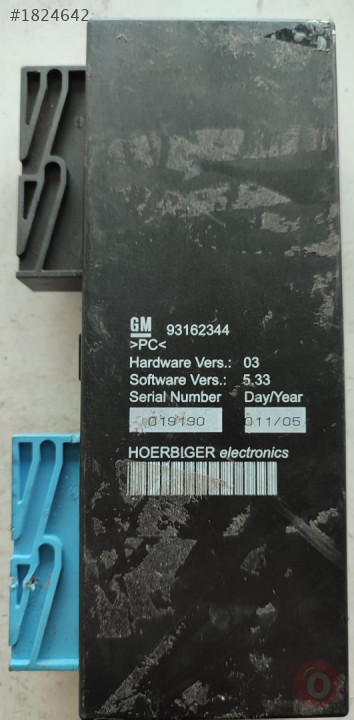 #1824642
GM 93162344
>PC<
Hardware Vers.: 03
Software Vers.: 5.33
Serial Number Day/Year
019190 011/05
HOERBIGER electronics